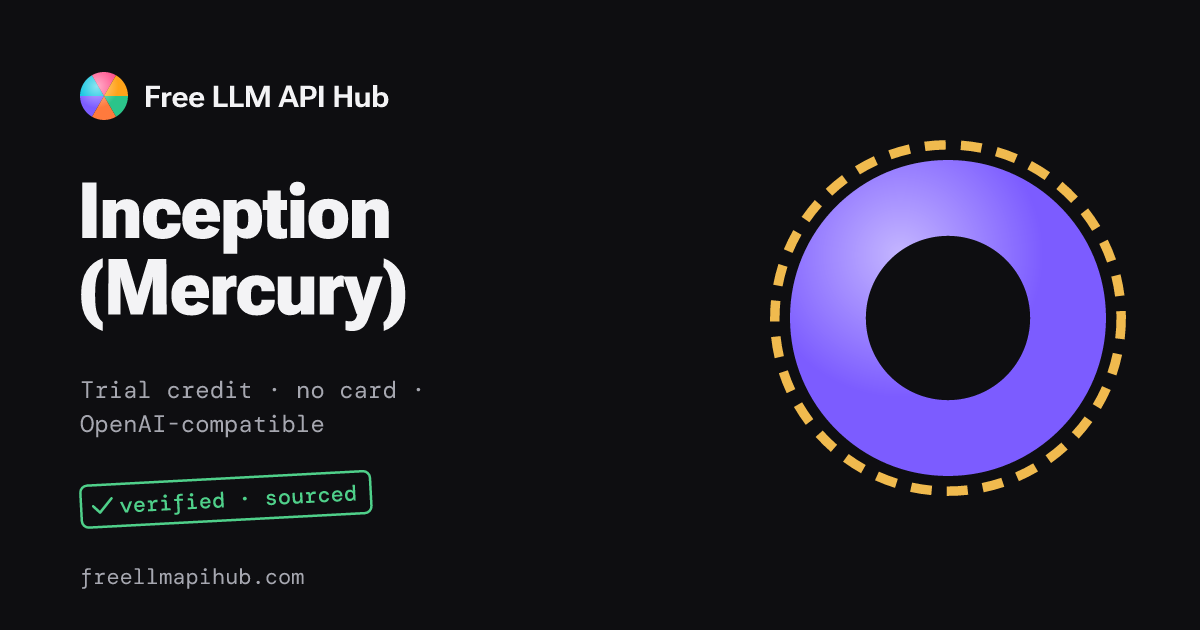 Free LLM API Hub
Inception
(Mercury)
Trial credit · no card ·
OpenAI-compatible
verified · sourced
freellmapihub.com